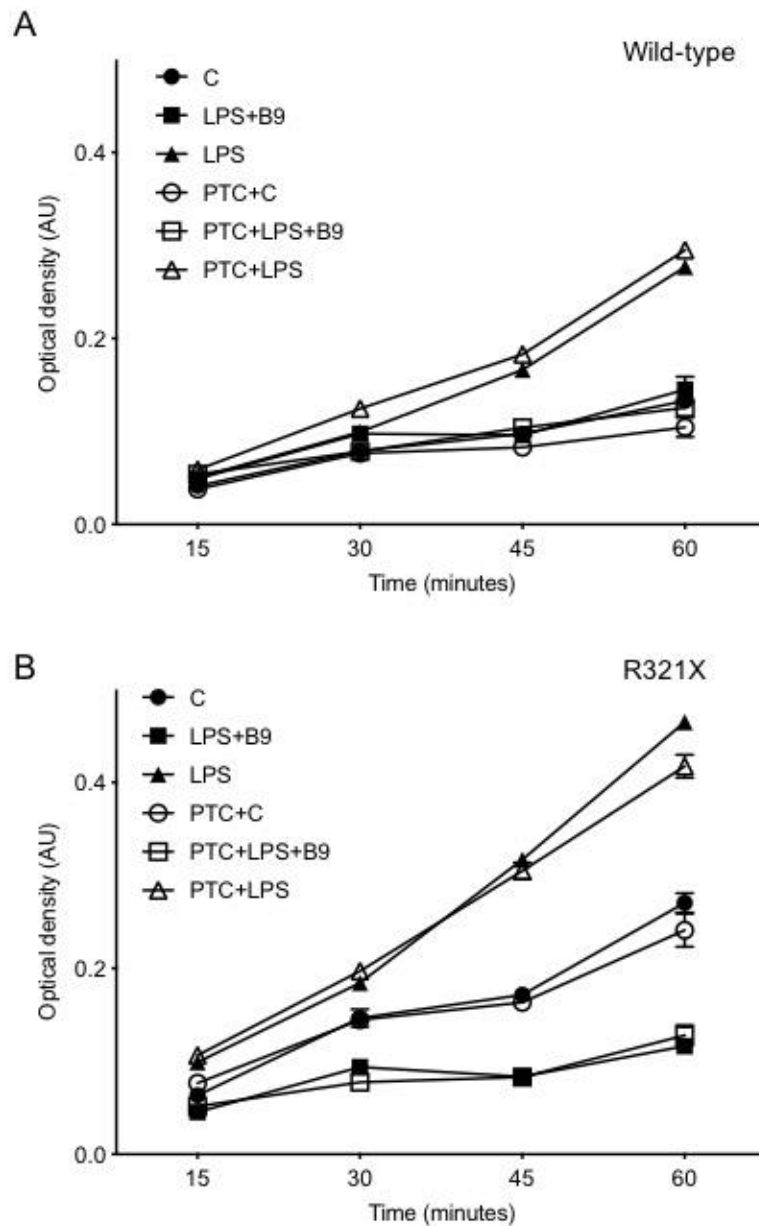 A
Wild-type
C
LPS+B9
LPS
PTC+C
PTC+LPS+B9
PTC+LPS
Optical density (AU)
0.4
0.2
0.0
15 30 45 60
Time (minutes)
B
R321X
C
LPS+B9
LPS
PTC+C
PTC+LPS+B9
PTC+LPS
Optical density (AU)
0.4
0.2
0.0
15 30 45 60
Time (minutes)